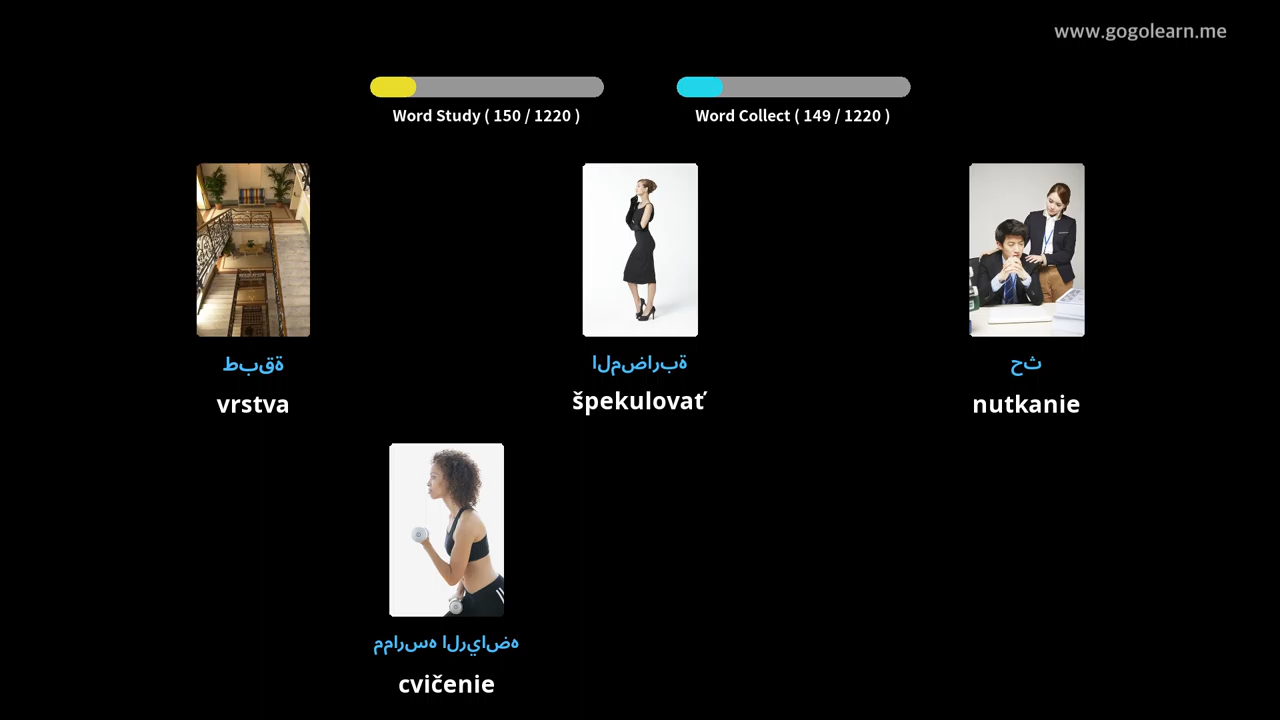 www.gogolearn.me
Word Study ( 150 / 1220 )
Word Collect ( 149 / 1220 )
طبقة
vrstva
المضاربة
špekulovať
حث
nutkanie
ممارسه الرياضه
cvičenie